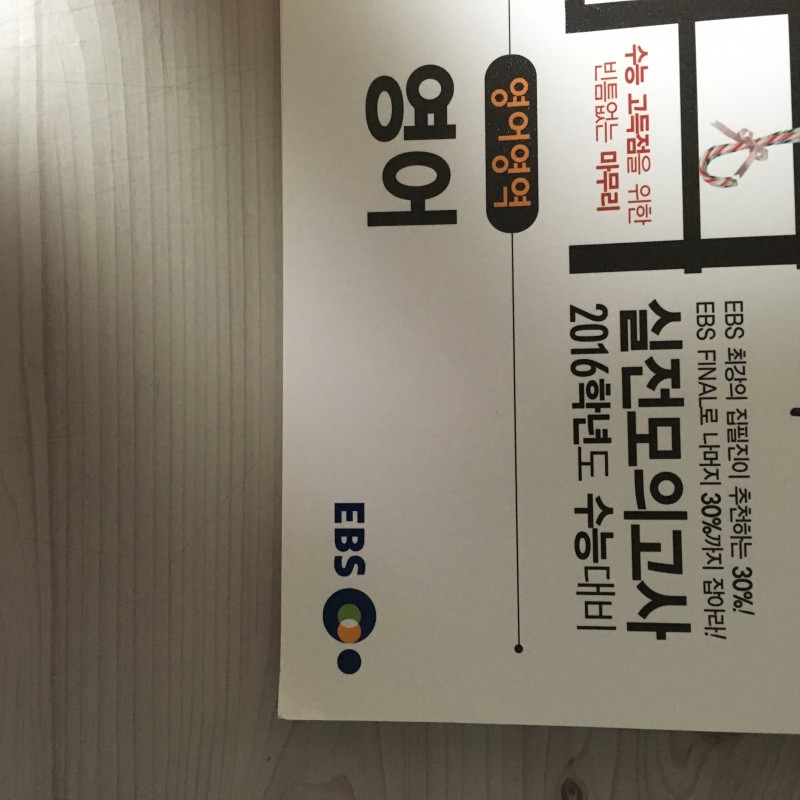 EBS 최강의 집필진이 추천하는 30%!
EBS FINAL로 나머지 30%까지 잡아라!
실전모의고사
2016학년도 수능대비
수능 고득점을 위한
빈틈없는 마무리
영어영역
영어
EBS